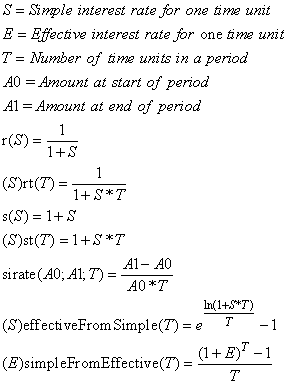 S = Simple interest rate for one time unit
E = Effective interest rate for one time unit
T = Number of time units in a period
A0 = Amount at start of period
A1 = Amount at end of period
r(S) = 1/(1+S)
(S)rt(T) = 1/(1+S*T)
s(S) = 1+S
(S)st(T) = 1+S*T
sirate(A0; A1; T) = (A1−A0)/(A0*T)
(S)effectiveFromSimple(T) = e^(ln(1+S*T)/T) −1
(E)simpleFromEffective(T) = ((1+E)^T −1)/T